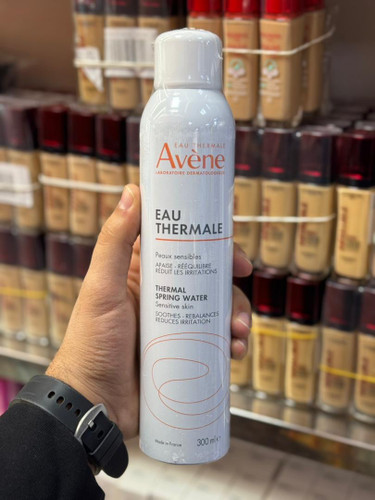 EAU THERMALE
Avène
LABORATOIRE DERMATOLOGIQUE
EAU
THERMALE
Peaux sensibles
APAISE - RÉÉQUILIBRE
RÉDUIT LES IRRITATIONS
THERMAL
SPRING WATER
Sensitive skin
SOOTHES - REBALANCES
REDUCES IRRITATION
Made in France
300 ml e